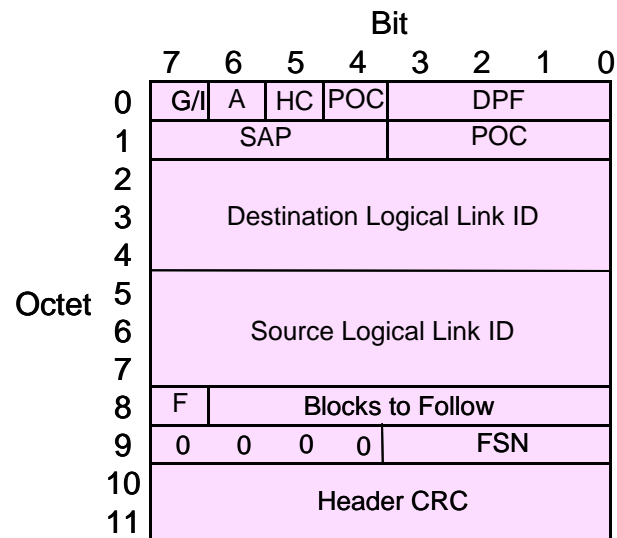 Bit
7 6 5 4 3 2 1 0
0 G/I A HC POC DPF
1 SAP POC
2
3 Destination Logical Link ID
4
Octet 5
6 Source Logical Link ID
7
8 F Blocks to Follow
9 0 0 0 0 FSN
10
Header CRC
11